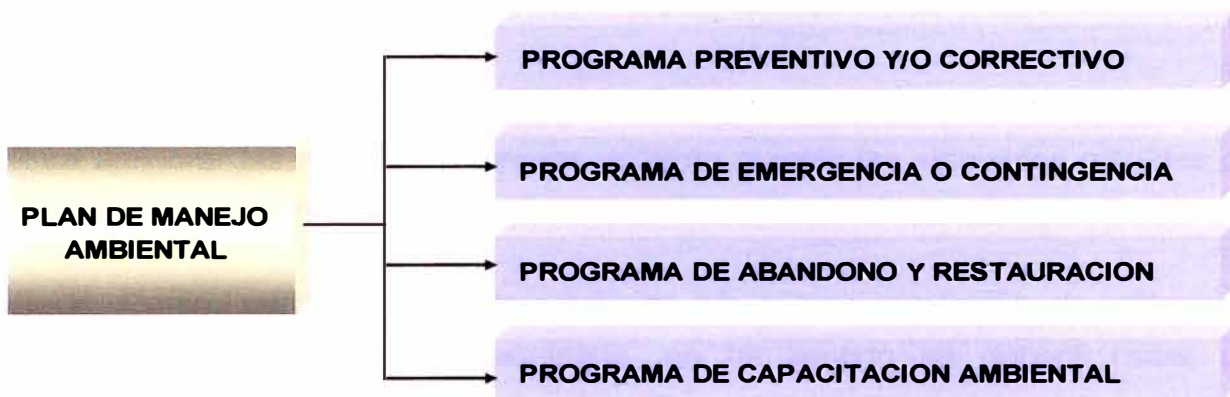 PLAN DE MANEJO
AMBIENTAL
PROGRAMA PREVENTIVO Y/O CORRECTIVO
PROGRAMA DE EMERGENCIA O CONTINGENCIA
PROGRAMA DE ABANDONO Y RESTAURACION
PROGRAMA DE CAPACITACION AMBIENTAL